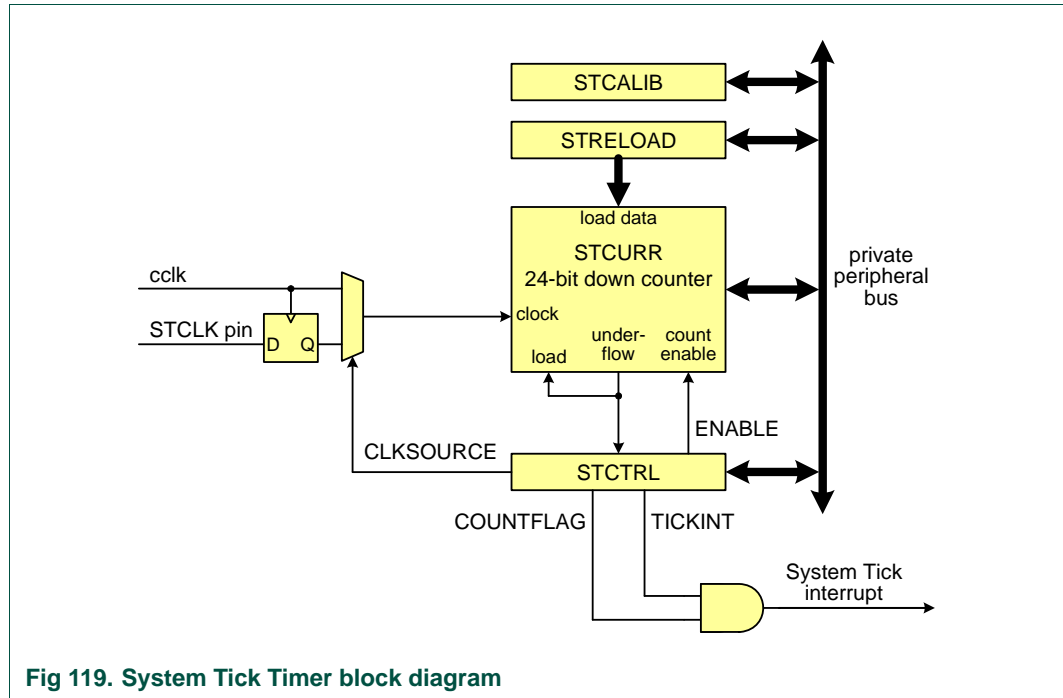 STCALIB
STRELOAD
load data
STCURR
24-bit down counter
private
peripheral
bus
cclk
clock
STCLK pin
D Q
under-
flow
count
enable
load
ENABLE
CLKSOURCE
STCTRL
COUNTFLAG
TICKINT
System Tick
interrupt
Fig 119. System Tick Timer block diagram